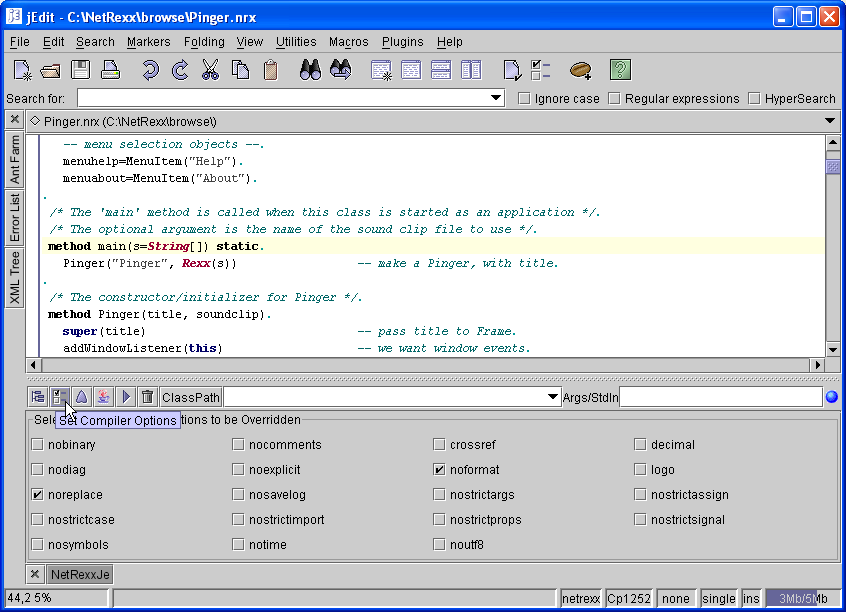 jEdit - C:\NetRexx\browse\Pinger.nrx
File Edit Search Markers Folding View Utilities Macros Plugins Help
Search for: Ignore case Regular expressions HyperSearch
Pinger.nrx (C:\NetRexx\browse\)
Ant Farm
Error List
XML Tree
-- menu selection objects --.
menuhelp=MenuItem("Help").
menuabout=MenuItem("About").
.
/* The 'main' method is called when this class is started as an application */.
/* The optional argument is the name of the sound clip file to use */.
method main(s=String[]) static.
Pinger("Pinger", Rexx(s)) -- make a Pinger, with title.
.
/* The constructor/initializer for Pinger */.
method Pinger(title, soundclip).
super(title) -- pass title to Frame.
addWindowListener(this) -- we want window events.
ClassPath Args/StdIn
Sele
Set Compiler Options
tions to be Overridden
nobinary nocomments crossref decimal
nodiag noexplicit noformat logo
noreplace nosavelog nostrictargs nostrictassign
nostrictcase nostrictimport nostrictprops nostrictsignal
nosymbols notime noutf8
NetRexxJe
44,2 5% netrexx Cp1252 none single ins 3Mb/5Mb